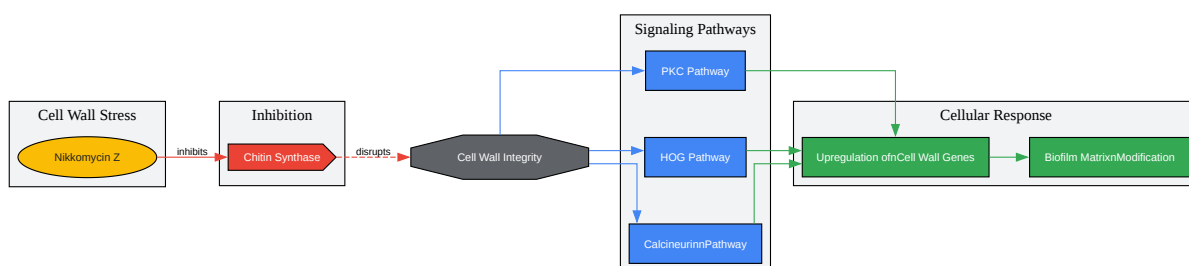 Signaling Pathways
PKC Pathway
Cell Wall Stress
Inhibition
Cellular Response
Nikkomycin Z
inhibits
Chitin Synthase
disrupts
Cell Wall Integrity
HOG Pathway
Upregulation ofnCell Wall Genes
Biofilm MatrixnModification
CalcineurinnPathway